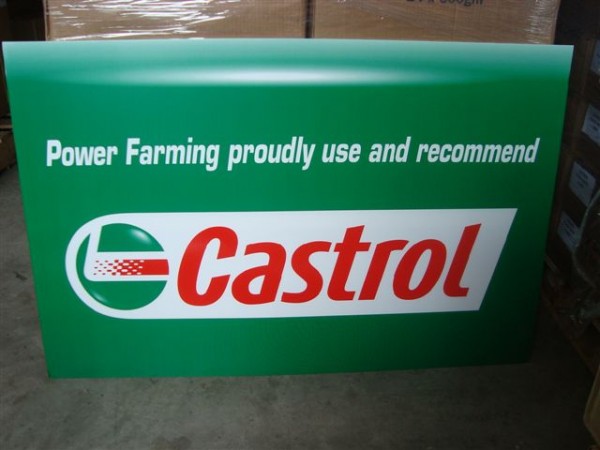 Power Farming proudly use and recommend
Castrol